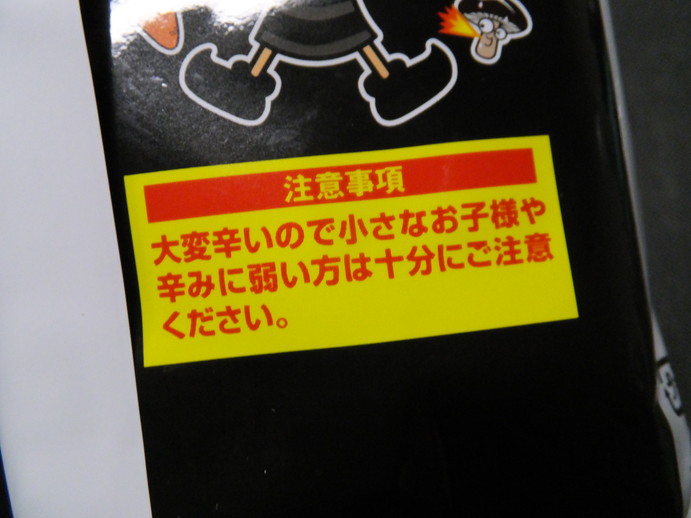 注意事項
大変辛いので小さなお子様や
辛みに弱い方は十分にご注意
ください。